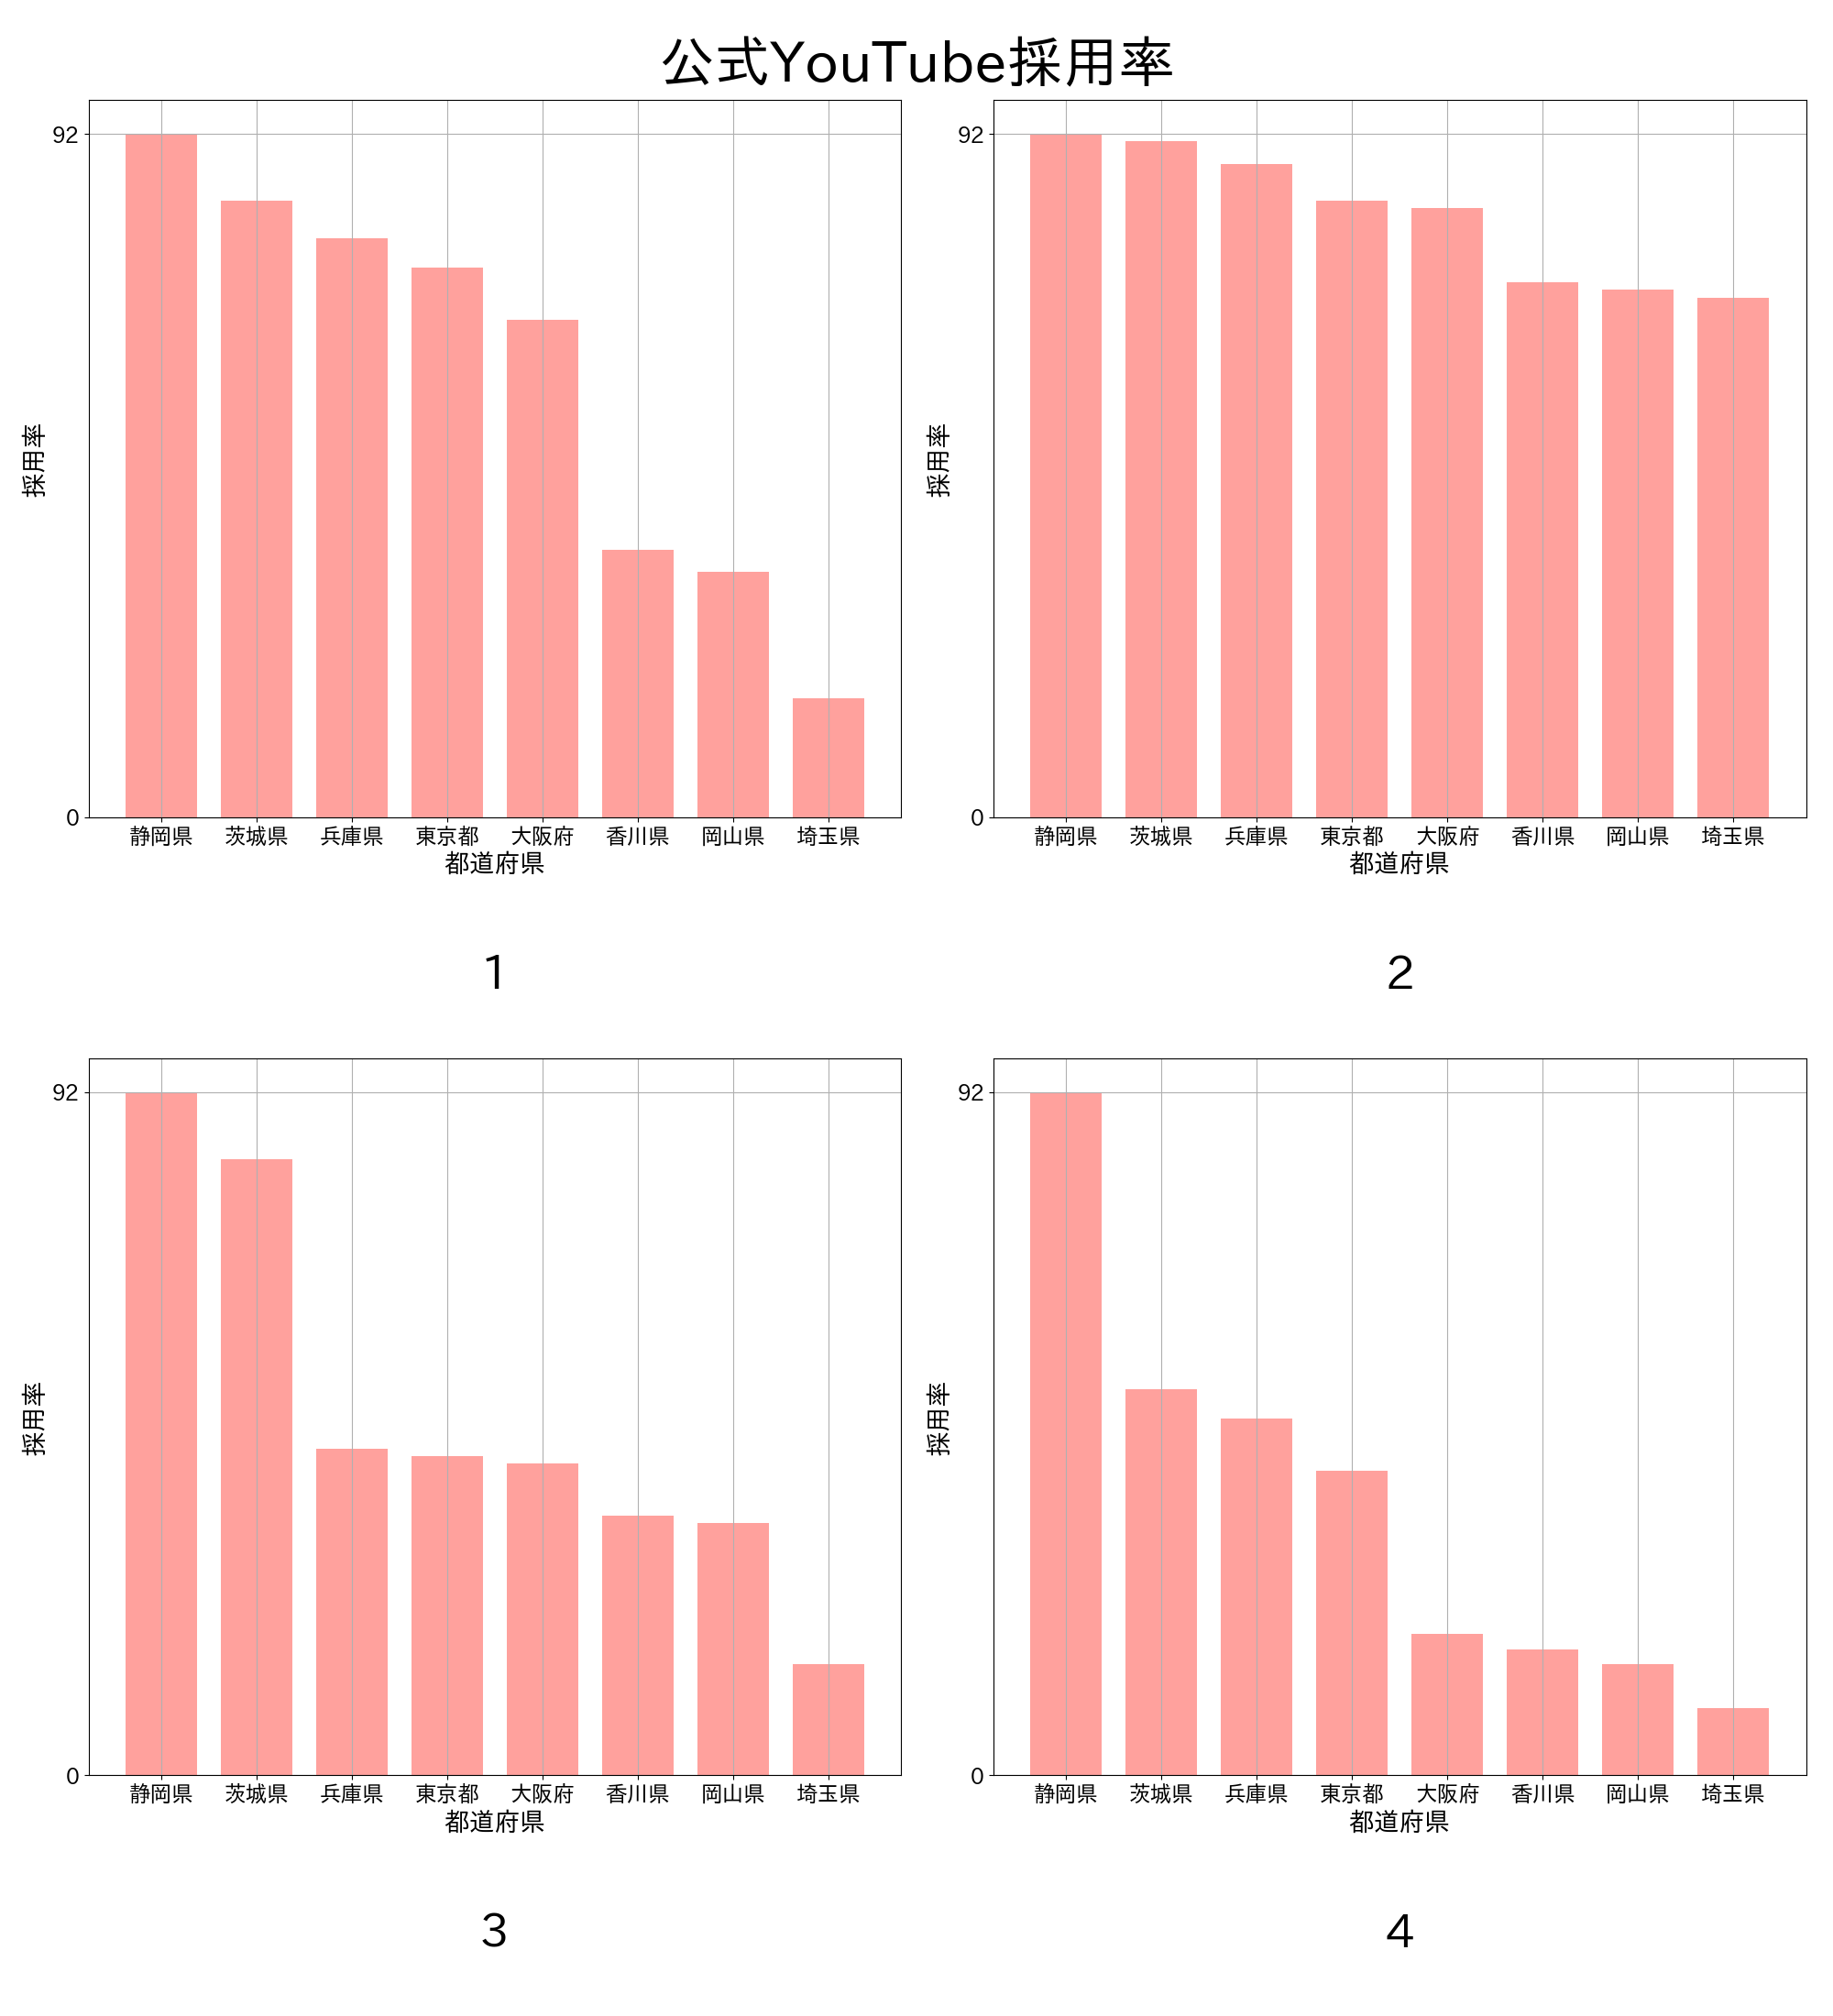 公式YouTube採用率
92
0
採用率
静岡県 茨城県 兵庫県 東京都 大阪府 香川県 岡山県 埼玉県
都道府県
1
92
0
採用率
静岡県 茨城県 兵庫県 東京都 大阪府 香川県 岡山県 埼玉県
都道府県
2
92
0
採用率
静岡県 茨城県 兵庫県 東京都 大阪府 香川県 岡山県 埼玉県
都道府県
3
92
0
採用率
静岡県 茨城県 兵庫県 東京都 大阪府 香川県 岡山県 埼玉県
都道府県
4